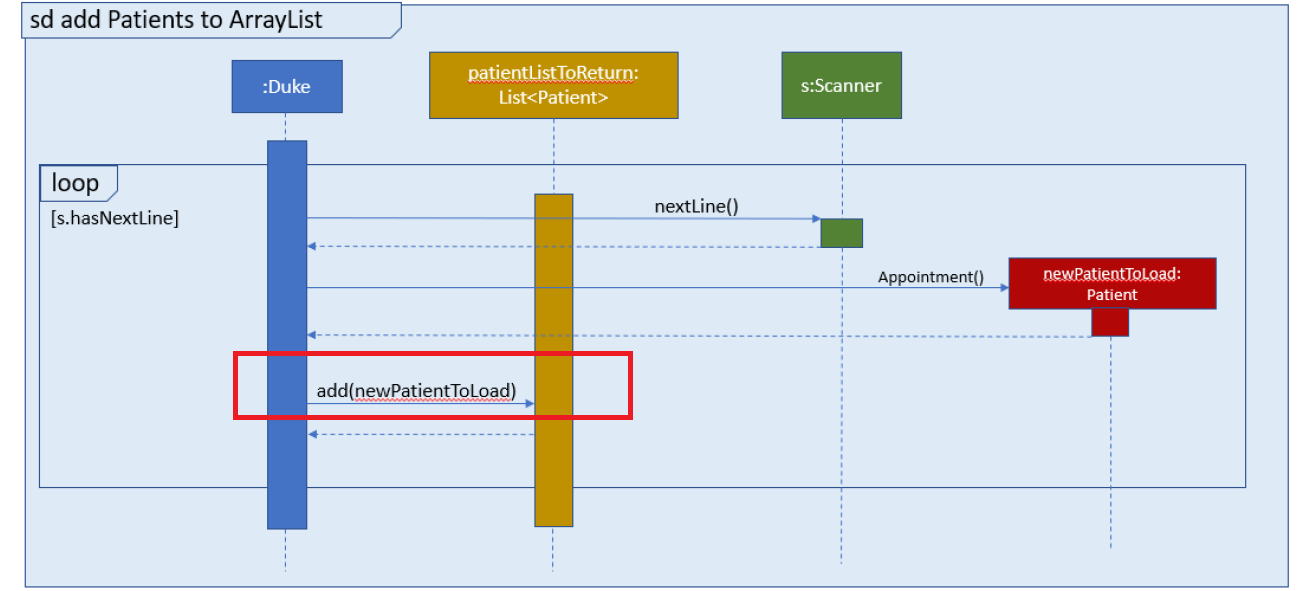 sd add Patients to ArrayList
:Duke
patientListToReturn:
List<Patient>
s:Scanner
loop
[s.hasNextLine]
nextLine()
Appointment()
newPatientToLoad:
Patient
add(newPatientToLoad)